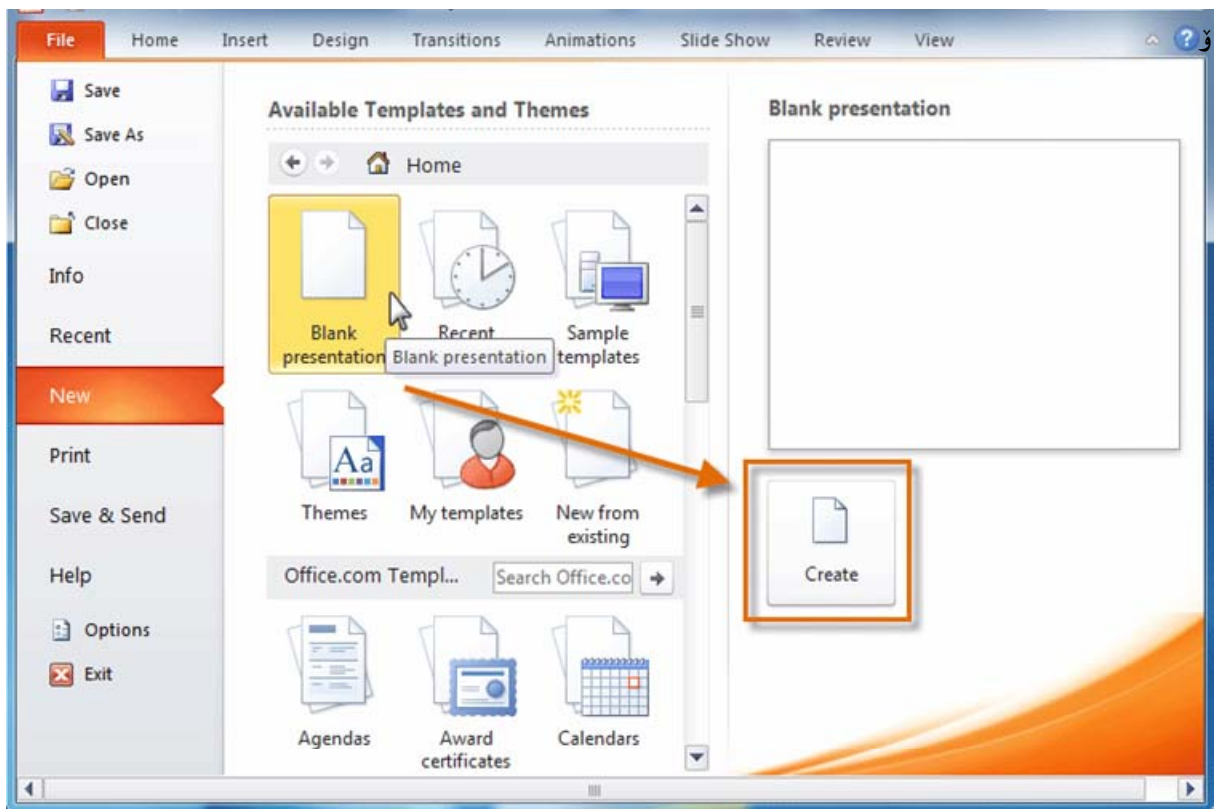 File Home Insert Design Transitions Animations Slide Show Review View ? ۆ
Save
Save As
Open
Close
Info
Recent
New
Print
Save & Send
Help
Options
Exit
Available Templates and Themes
Home
Blank
presentation
Recent
Blank presentation
Sample
templates
Aa
Themes
My templates
New from
existing
Office.com Templ... Search Office.co
Agendas
Award
certificates
Calendars
Blank presentation
Create